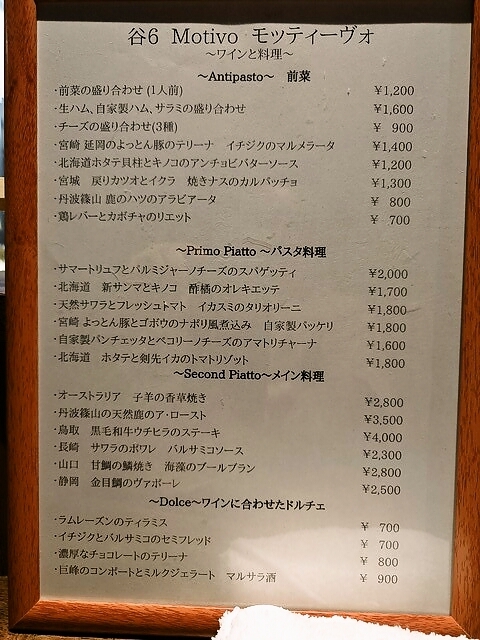 谷6 Motivo モッティーヴォ
～ワインと料理～
～Antipasto～ 前菜
・前菜の盛り合わせ (1人前) ￥1,200
・生ハム、自家製ハム、サラミの盛り合わせ ￥1,600
・チーズの盛り合わせ(3種) ￥ 900
・宮崎 延岡のよっとん豚のテリーナ イチジクのマルメラータ ￥1,400
・北海道ホタテ貝柱とキノコのアンチョビバターソース ￥1,200
・宮城 戻りカツオとイクラ 焼きナスのカルパッチョ ￥1,300
・丹波篠山 鹿のハツのアラビアータ ￥ 800
・鶏レバーとカボチャのリエット ￥ 700
～Primo Piatto ～パスタ料理
・サマートリュフとパルミジャーノチーズのスパゲッティ ￥2,000
・北海道 新サンマとキノコ 酢橘のオレキエッテ ￥1,700
・天然サワラとフレッシュトマト イカスミのタリオリーニ ￥1,800
・宮崎 よっとん豚とゴボウのナポリ風煮込み 自家製パッケリ ￥1,800
・自家製パンチェッタとペコリーノチーズのアマトリチャーナ ￥1,600
・北海道 ホタテと剣先イカのトマトリゾット ￥1,800
～Second Piatto～メイン料理
・オーストラリア 子羊の香草焼き ￥2,800
・丹波篠山の天然鹿のア・ロースト ￥3,500
・鳥取 黒毛和牛ウチヒラのステーキ ￥4,000
・長崎 サワラのポワレ バルサミコソース ￥2,300
・山口 甘鯛の鱗焼き 海藻のブールブラン ￥2,800
・静岡 金目鯛のヴァポーレ ￥2,500
～Dolce～ワインに合わせたドルチェ
・ラムレーズンのティラミス ￥ 700
・イチジクとバルサミコのセミフレッド ￥ 700
・濃厚なチョコレートのテリーナ ￥ 800
・巨峰のコンポートとミルクジェラート マルサラ酒 ￥ 900